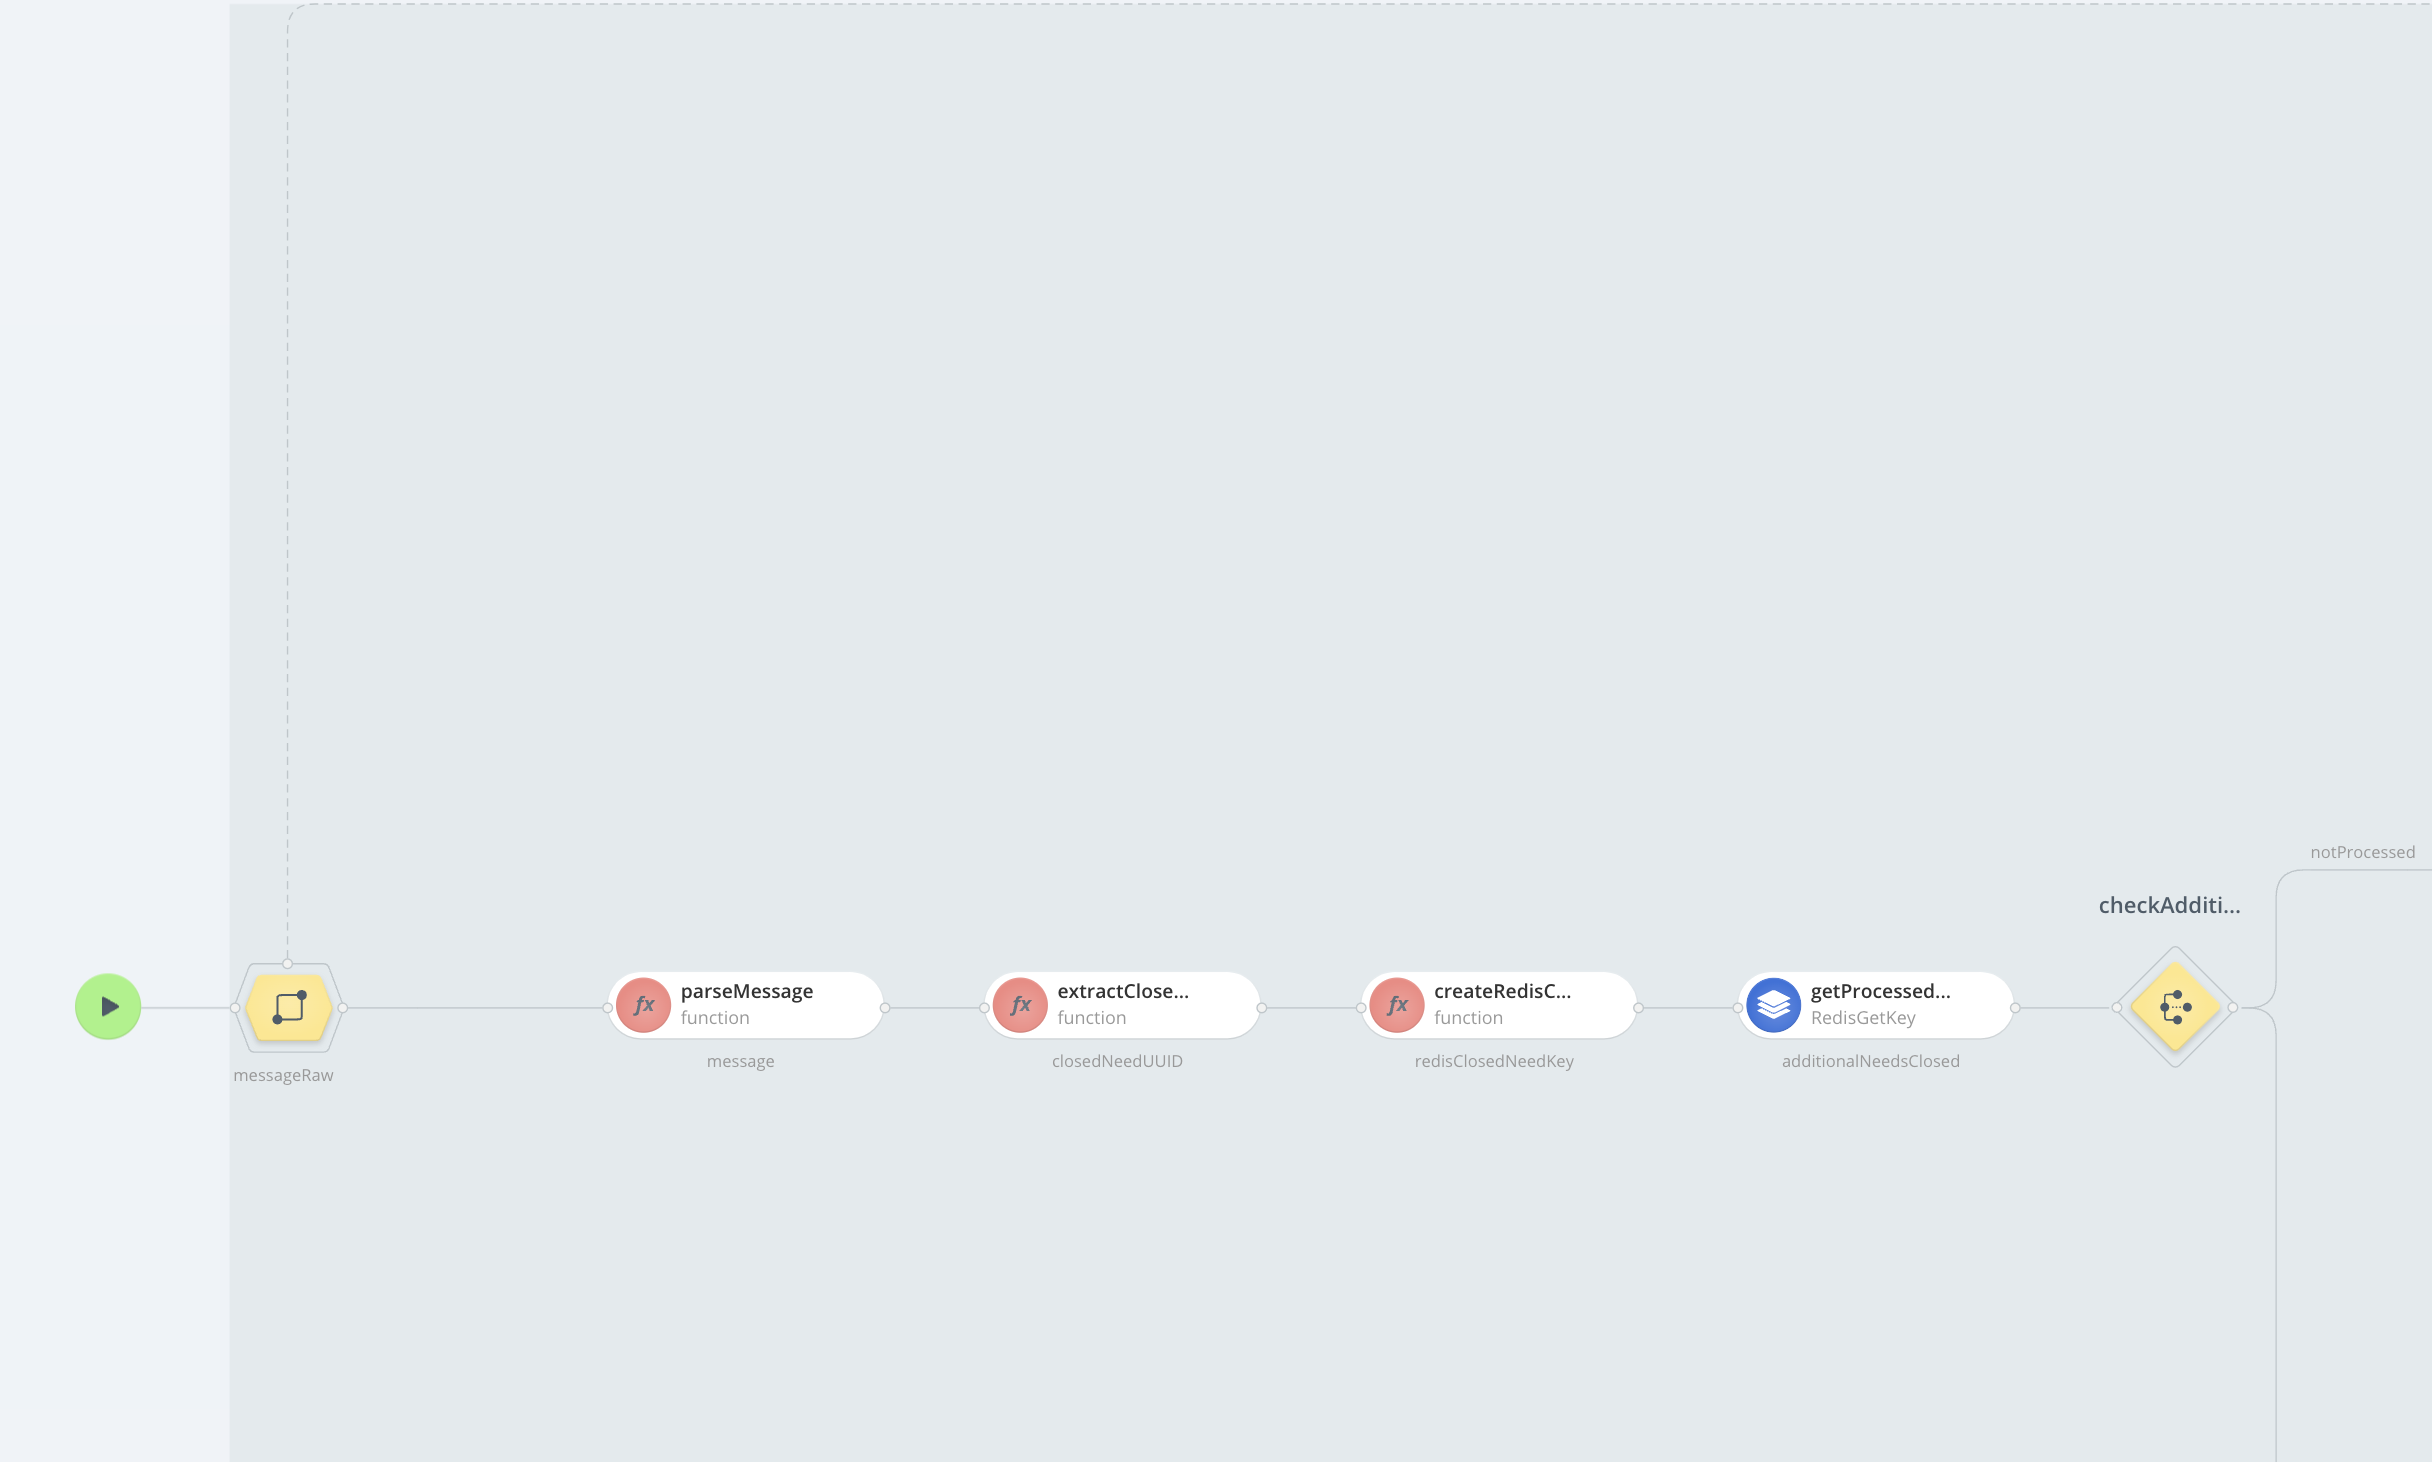 notProcessed
checkAdditi...
parseMessage
function
extractClose...
function
createRedisC...
function
getProcessed...
RedisGetKey
messageRaw
message
closedNeedUUID
redisClosedNeedKey
additionalNeedsClosed
fx
fx
fx